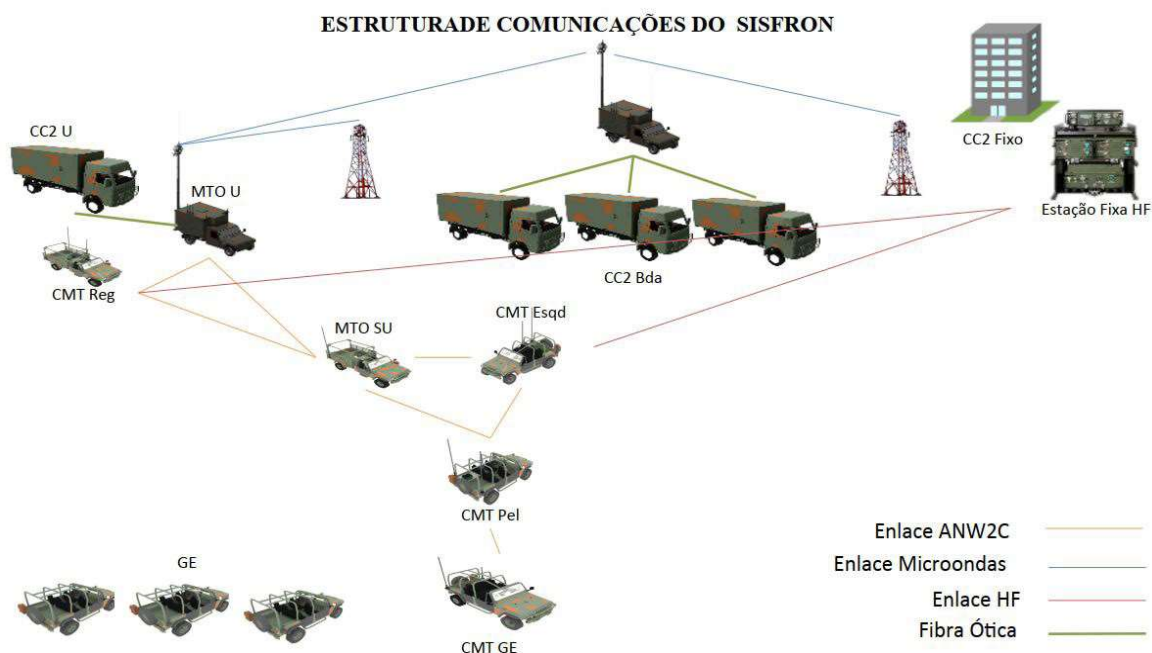 ESTRUTURADE COMUNICAÇÕES DO SISFRON
CC2 U
MTO U
CC2 Fixo
Estação Fixa HF
CMT Reg
CC2 Bda
MTO SU
CMT Esqd
CMT Pel
GE
CMT GE
Enlace ANW2C
Enlace Microondas
Enlace HF
Fibra Ótica